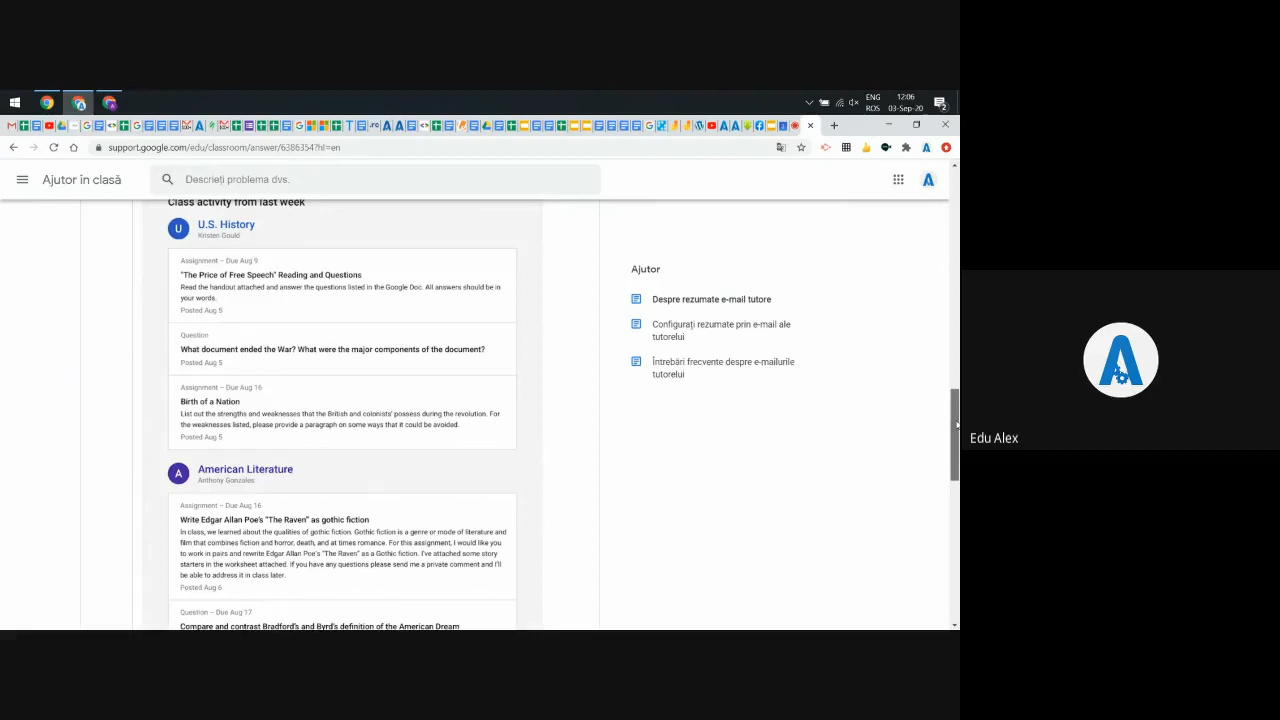 ENG
12:06
ROS
03-Sep-20
2
support.google.com/edu/classroom/answer/6386354?hl=en
Ajutor în clasă
Descrieți problema dvs.
Class activity from last week
U
U.S. History
Kristen Gould
Assignment – Due Aug 9
"The Price of Free Speech" Reading and Questions
Read the handout attached and answer the questions listed in the Google Doc. All answers should be in
your words.
Posted Aug 5
Question
What document ended the War? What were the major components of the document?
Posted Aug 5
Assignment – Due Aug 16
Birth of a Nation
List out the strengths and weaknesses that the British and colonists' possess during the revolution. For
the weaknesses listed, please provide a paragraph on some ways that it could be avoided.
Posted Aug 5
A
American Literature
Anthony Gonzales
Assignment – Due Aug 16
Write Edgar Allan Poe's "The Raven" as gothic fiction
In class, we learned about the qualities of gothic fiction. Gothic fiction is a genre or mode of literature and
film that combines fiction and horror, death, and at times romance. For this assignment, I would like you
to work in pairs and rewrite Edgar Allan Poe's "The Raven" as a Gothic fiction. I've attached some story
starters in the worksheet attached. If you have any questions please send me a private comment and I'll
be able to address it in class later.
Posted Aug 6
Question – Due Aug 17
Compare and contrast Bradford's and Byrd's definition of the American Dream
Ajutor
Despre rezumate e-mail tutore
Configurați rezumate prin e-mail ale
tutorelui
Întrebări frecvente despre e-mailurile
tutorelui
Edu Alex